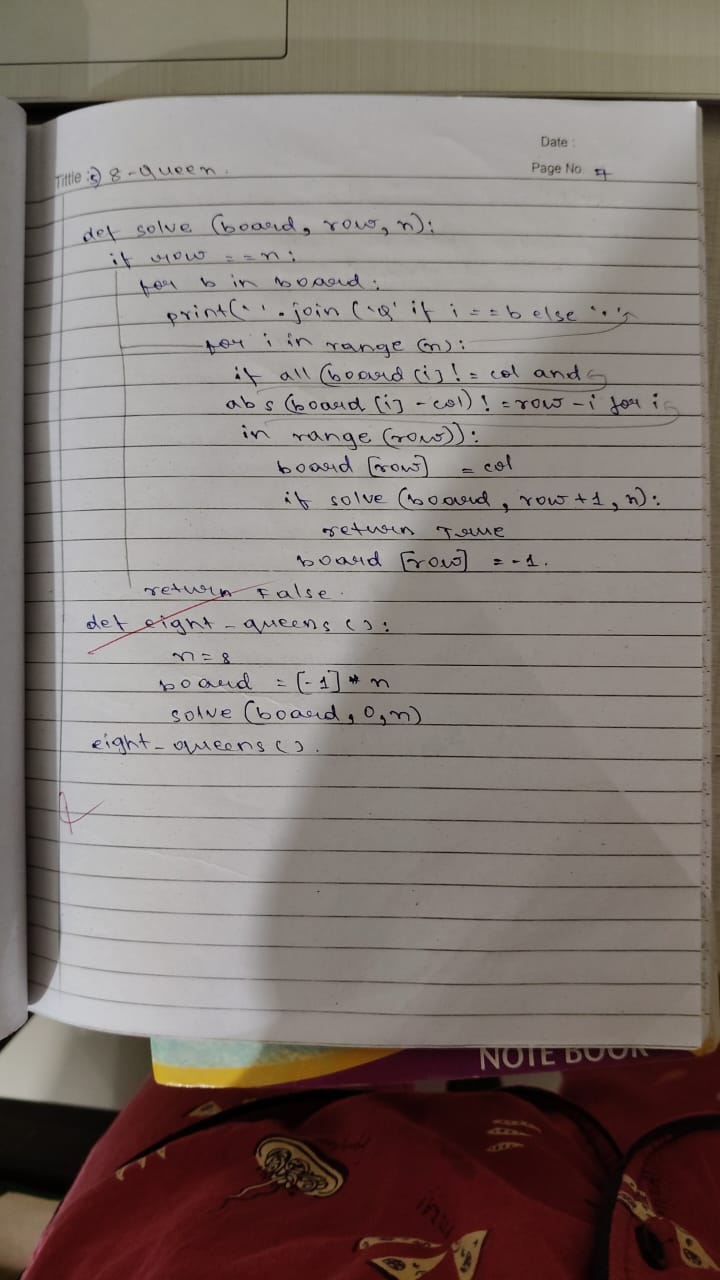 Tittle : 5) 8-Queen.
Date :
Page No. 7
def solve (board, row, n):
if row == n:
for b in board:
print(' '.join ('Q' if i == b else '.'
for i in range (n):
if all (board [i] != col and
abs (board [i] - col) != row - i for i
in range (row)):
board [row] = col
if solve (board, row+1, n):
return True
board [row] = -1.
return False.
def eight_queens ():
n = 8
board = [-1] * n
solve (board, 0, n)
eight_queens ().
NOTE BOOK